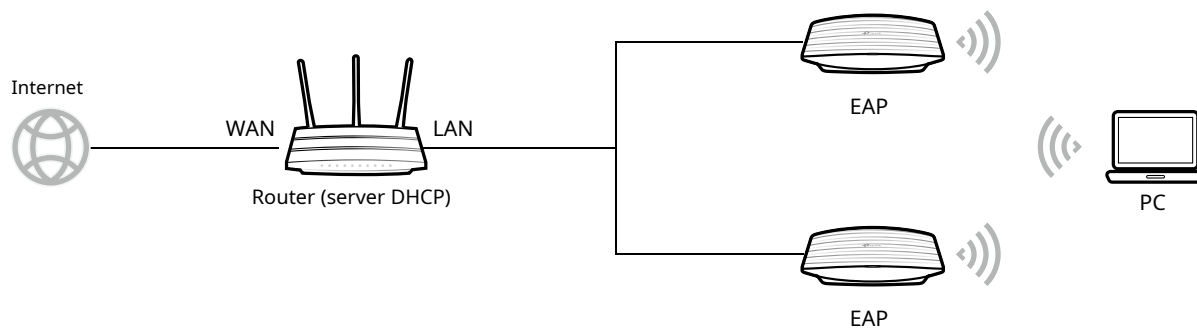 Internet
WAN
LAN
Router (server DHCP)
EAP
PC
EAP